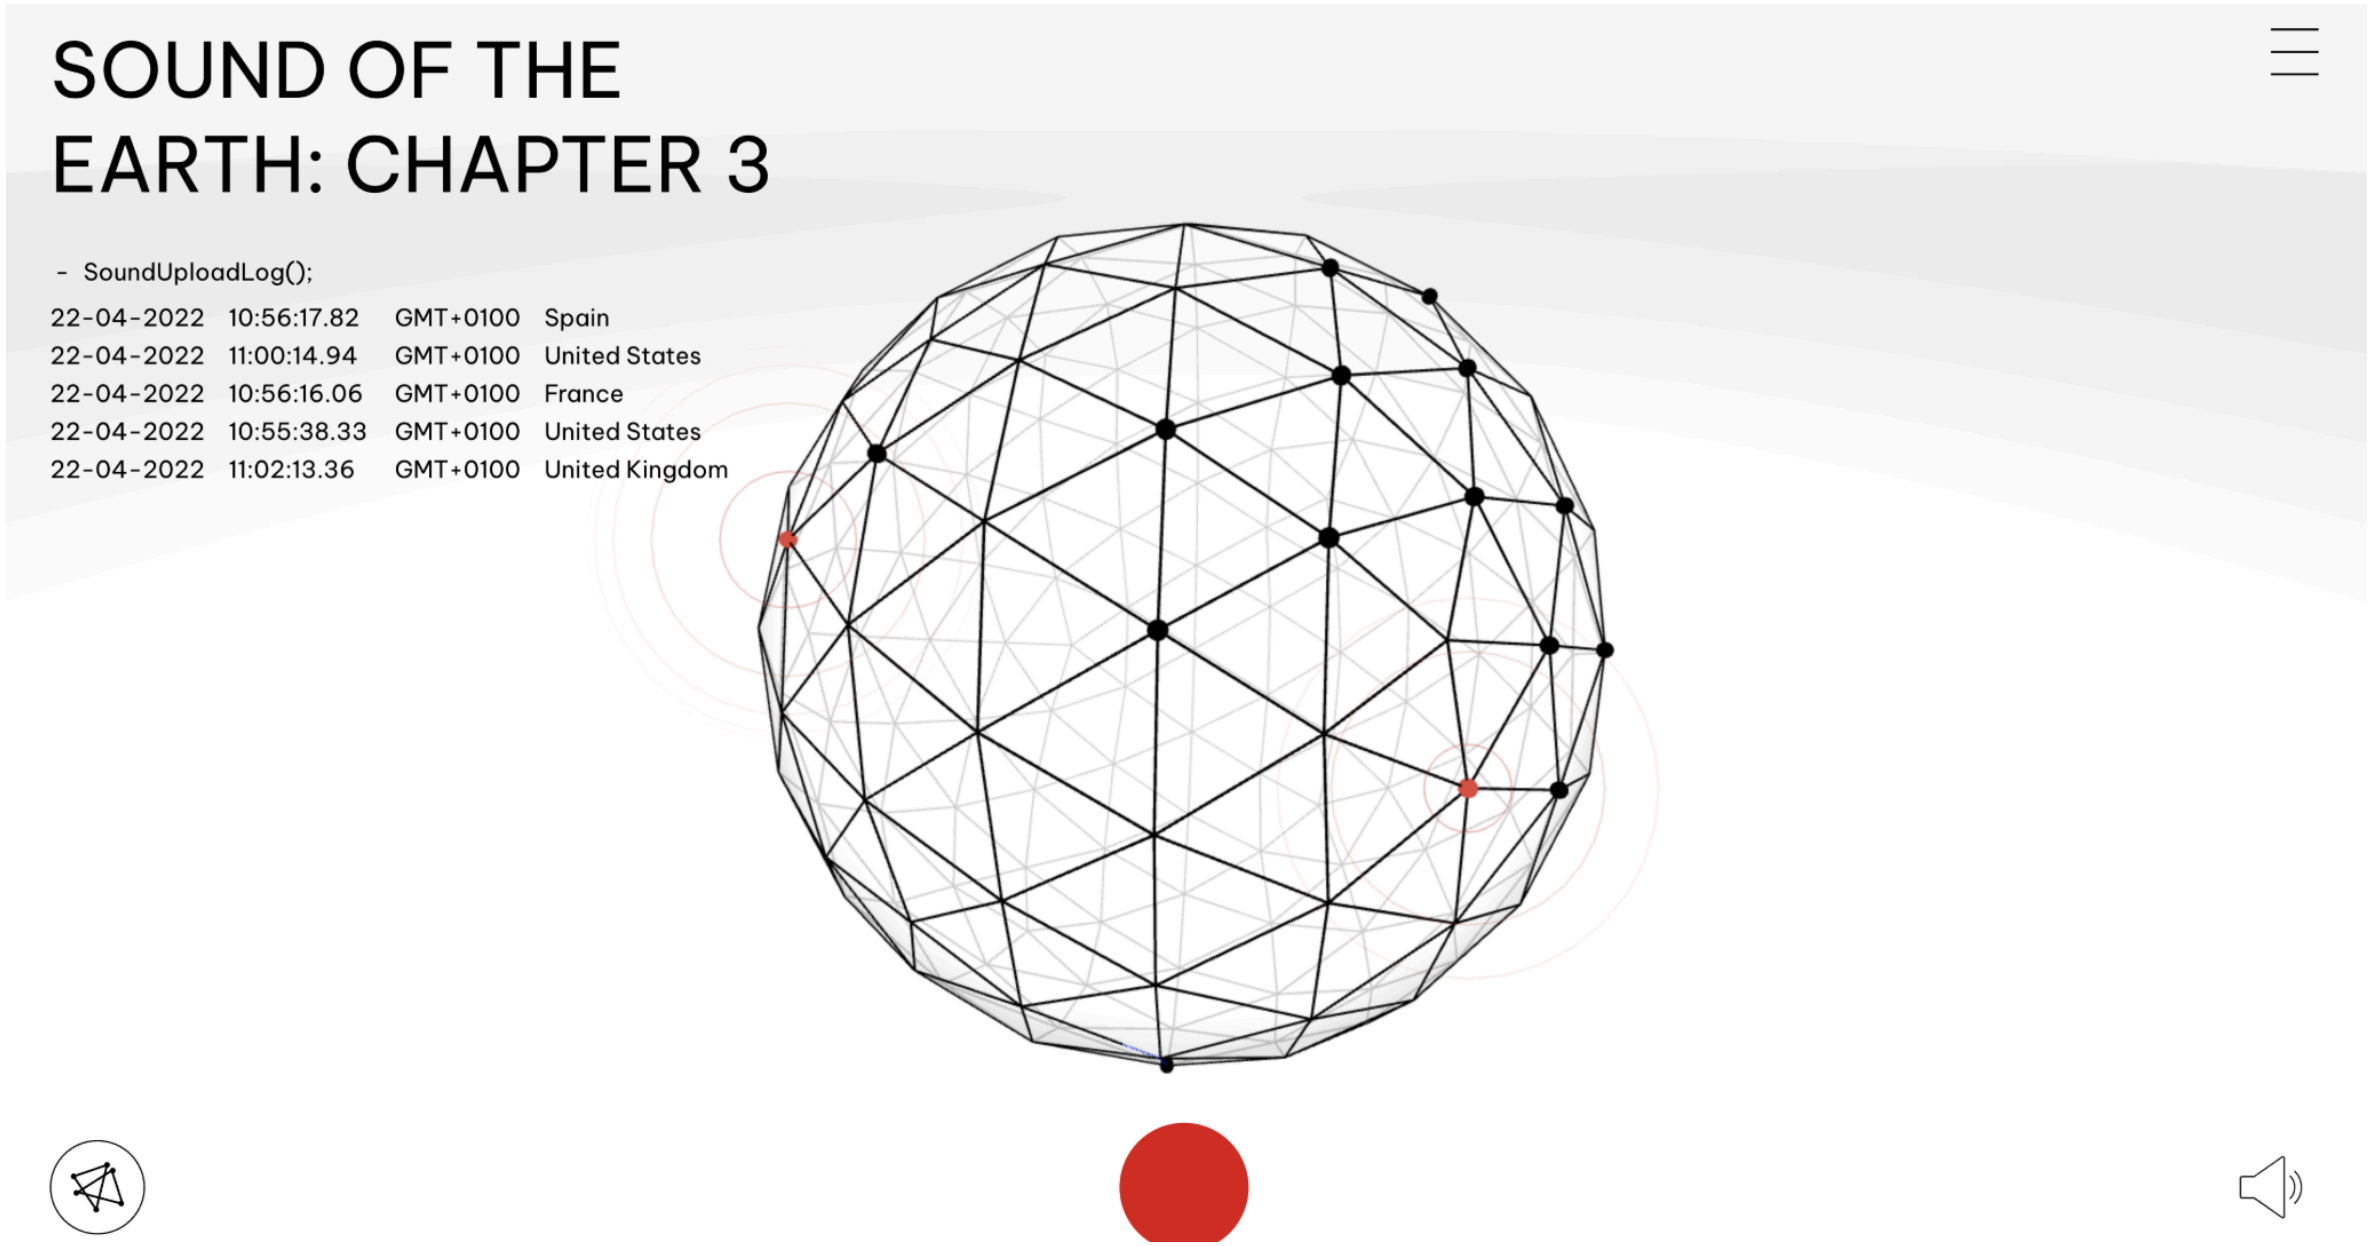 SOUND OF THE
EARTH: CHAPTER 3
- SoundUploadLog();
22-04-2022 10:56:17.82 GMT+0100 Spain
22-04-2022 11:00:14.94 GMT+0100 United States
22-04-2022 10:56:16.06 GMT+0100 France
22-04-2022 10:55:38.33 GMT+0100 United States
22-04-2022 11:02:13.36 GMT+0100 United Kingdom